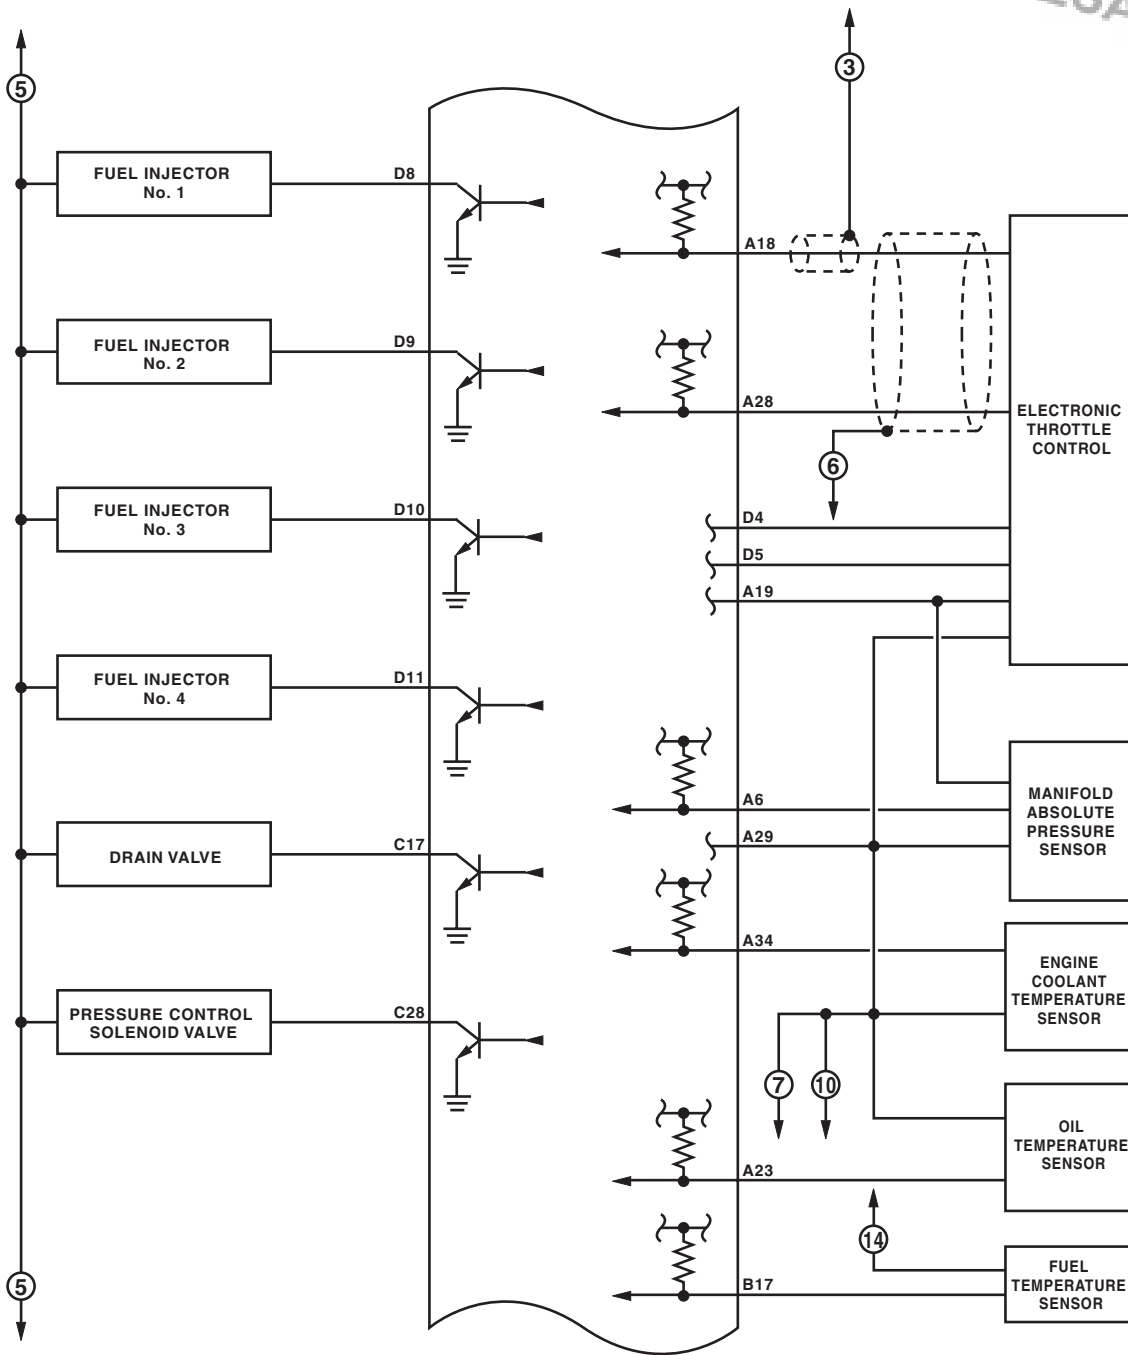 5
3
FUEL INJECTOR
No. 1
D8
A18
FUEL INJECTOR
No. 2
D9
A28
ELECTRONIC
THROTTLE
CONTROL
6
FUEL INJECTOR
No. 3
D10
D4
D5
A19
FUEL INJECTOR
No. 4
D11
A6
MANIFOLD
ABSOLUTE
PRESSURE
SENSOR
A29
DRAIN VALVE
C17
A34
ENGINE
COOLANT
TEMPERATURE
SENSOR
PRESSURE CONTROL
SOLENOID VALVE
C28
7
10
OIL
TEMPERATURE
SENSOR
A23
14
FUEL
TEMPERATURE
SENSOR
B17
5